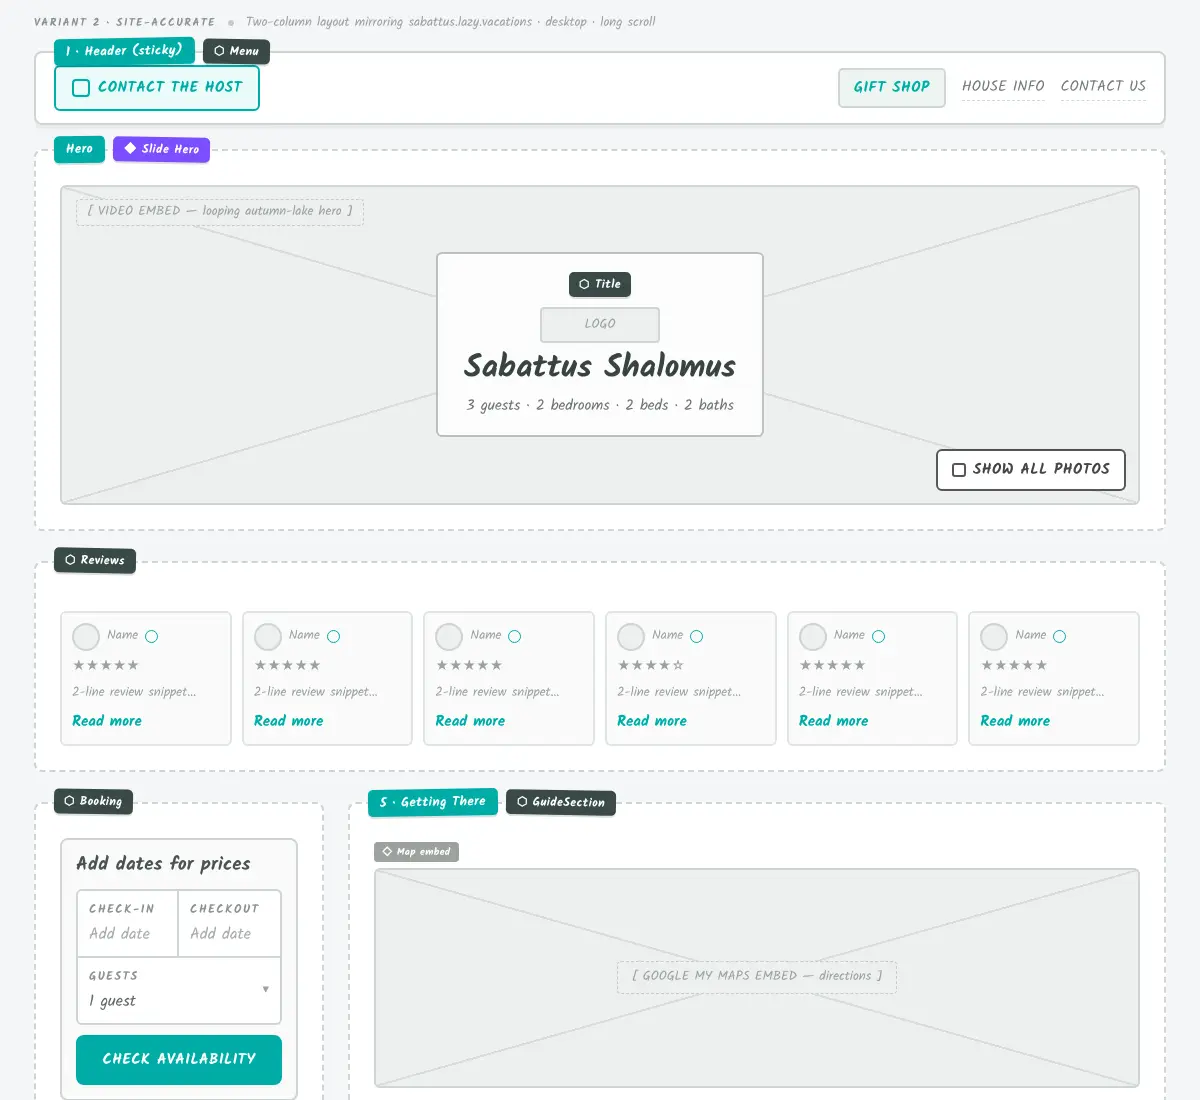 VARIANT 2 · SITE-ACCURATE Two-column layout mirroring sabattus.lazy.vacations · desktop · long scroll
1 · Header (sticky) Menu
CONTACT THE HOST GIFT SHOP HOUSE INFO CONTACT US
Hero Slide Hero
[ VIDEO EMBED — looping autumn-lake hero ]
Title
LOGO
Sabattus Shalomus
3 guests · 2 bedrooms · 2 beds · 2 baths
SHOW ALL PHOTOS
Reviews
Name Name Name Name Name Name
★★★★★ ★★★★★ ★★★★★ ★★★★☆ ★★★★★ ★★★★★
2-line review snippet... 2-line review snippet... 2-line review snippet... 2-line review snippet... 2-line review snippet... 2-line review snippet...
Read more Read more Read more Read more Read more Read more
Booking
Add dates for prices
CHECK-IN CHECKOUT
Add date Add date
GUESTS
1 guest
CHECK AVAILABILITY
5 · Getting There GuideSection
Map embed
[ GOOGLE MY MAPS EMBED — directions ]